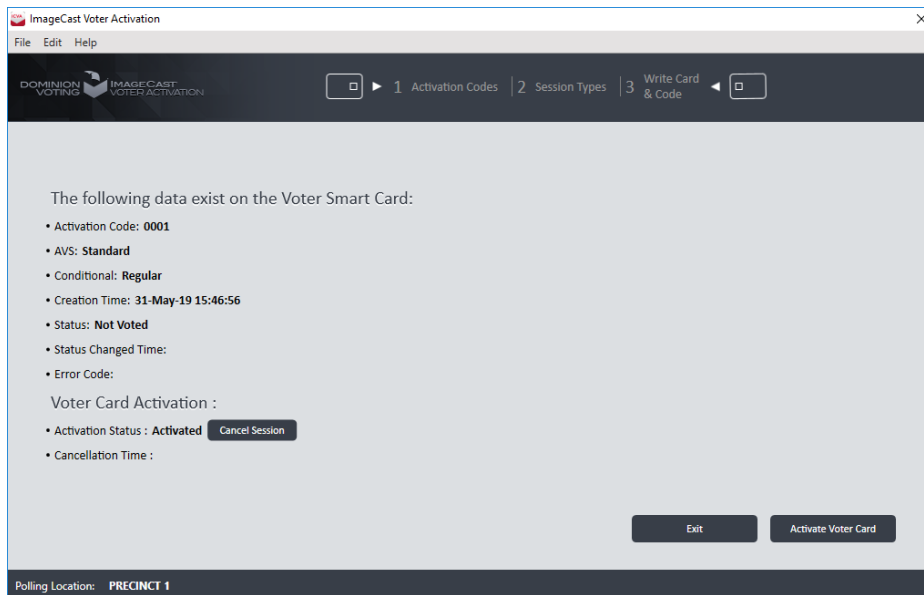 ImageCast Voter Activation
File Edit Help
DOMINION VOTING IMAGECAST VOTER ACTIVATION
1 Activation Codes 2 Session Types 3 Write Card & Code
The following data exist on the Voter Smart Card:
• Activation Code: 0001
• AVS: Standard
• Conditional: Regular
• Creation Time: 31-May-19 15:46:56
• Status: Not Voted
• Status Changed Time:
• Error Code:
Voter Card Activation :
• Activation Status : Activated Cancel Session
• Cancellation Time :
Exit Activate Voter Card
Polling Location: PRECINCT 1